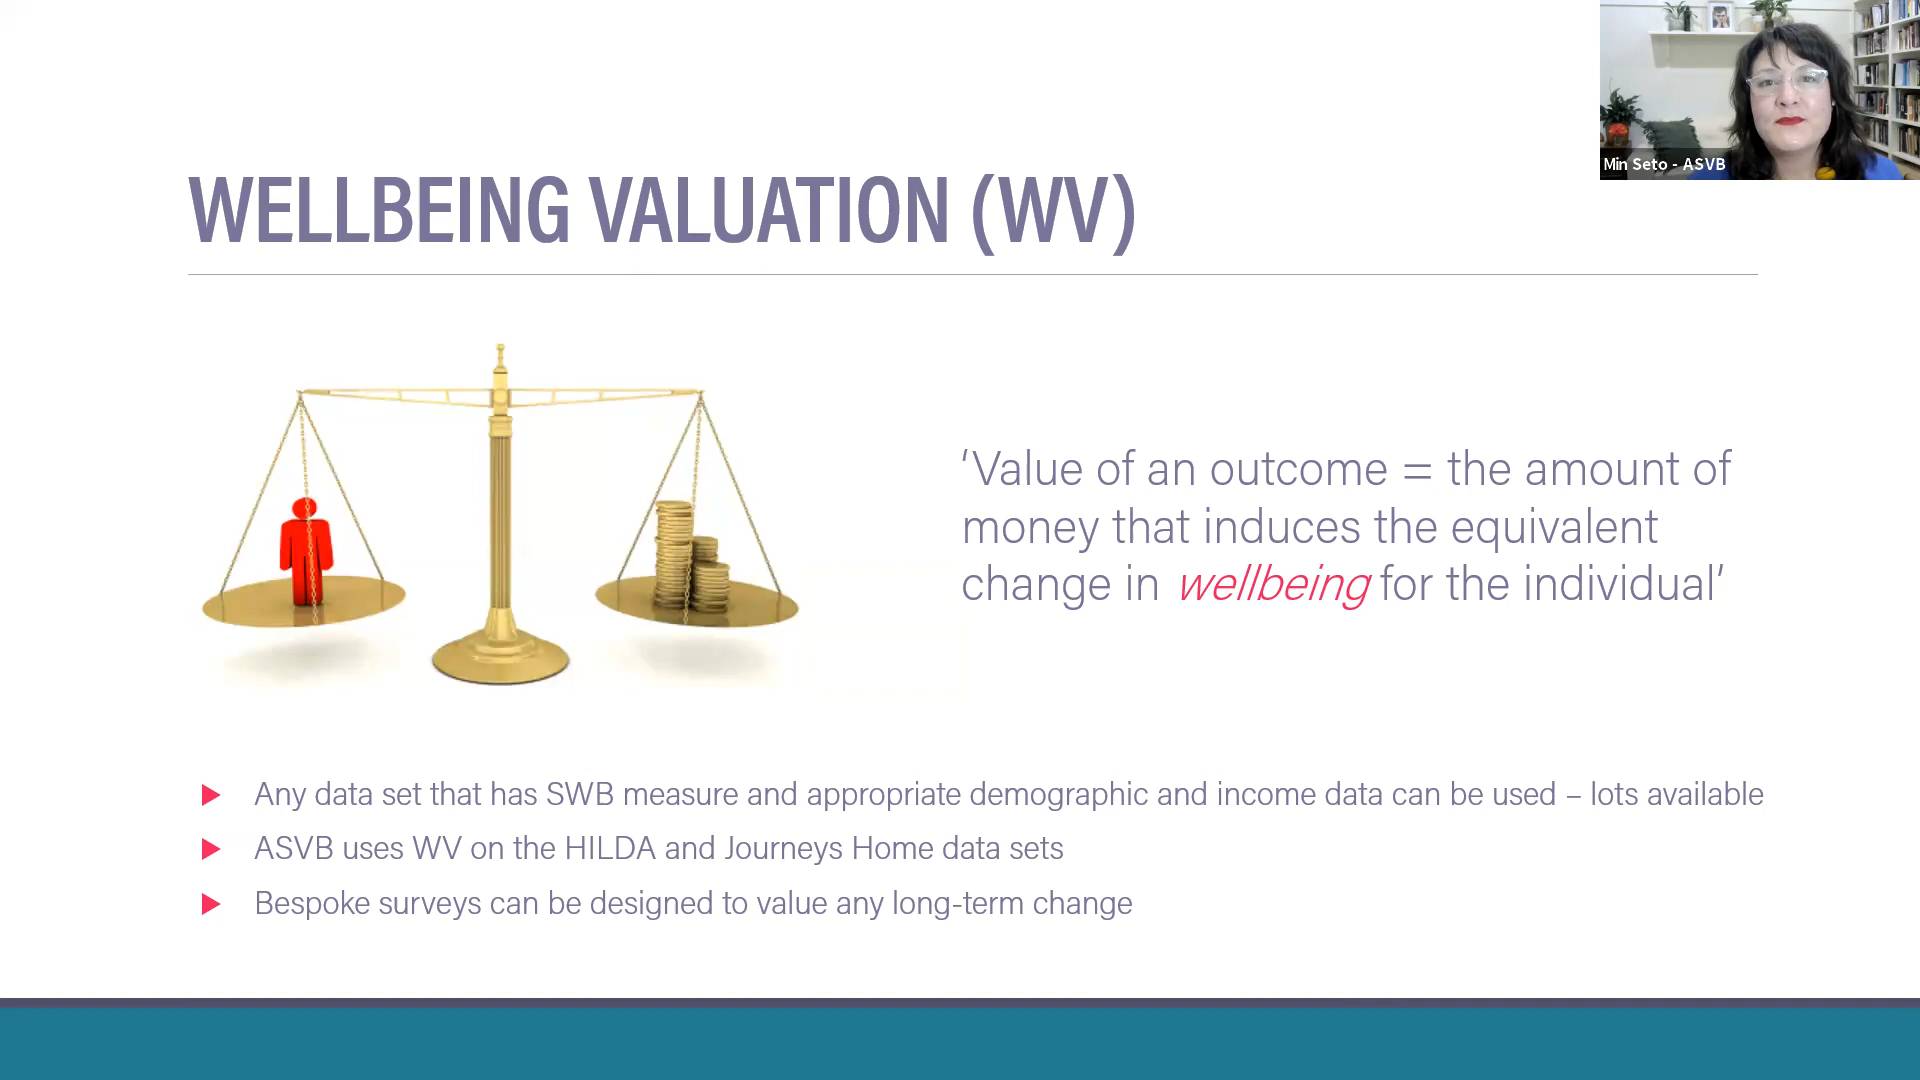 Min Seto - ASVB
WELLBEING VALUATION (WV)
'Value of an outcome = the amount of
money that induces the equivalent
change in wellbeing for the individual'
Any data set that has SWB measure and appropriate demographic and income data can be used – lots available
ASVB uses WV on the HILDA and Journeys Home data sets
Bespoke surveys can be designed to value any long-term change